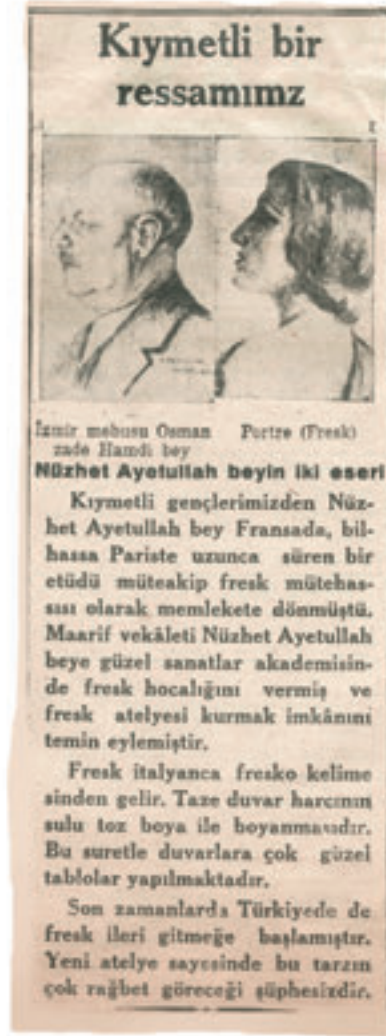 Kıymetli bir
ressamımz
İzmir mebusu Osman
zade Hamdi bey
Portre (Fresk)
Nüzhet Ayetullah beyin iki eseri
Kıymetli gençlerimizden Nüz-
het Ayetullah bey Fransada, bil-
hassa Pariste uzunca süren bir
etüdü müteakip fresk mütehas-
sısı olarak memlekete dönmüştü.
Maarif vekâleti Nüzhet Ayetullah
beye güzel sanatlar akademisin-
de fresk hocalığını vermiş ve
fresk atelyesi kurmak imkânını
temin eylemiştir.
Fresk italyanca fresko kelime
sinden gelir. Taze duvar harcının
sulu toz boya ile boyanmasıdır.
Bu suretle duvarlara çok güzel
tablolar yapılmaktadır.
Son zamanlarda Türkiyede de
fresk ileri gitmeğe başlamıştır.
Yeni atelye sayesinde bu tarzın
çok rağbet göreceği şüphesizdir.